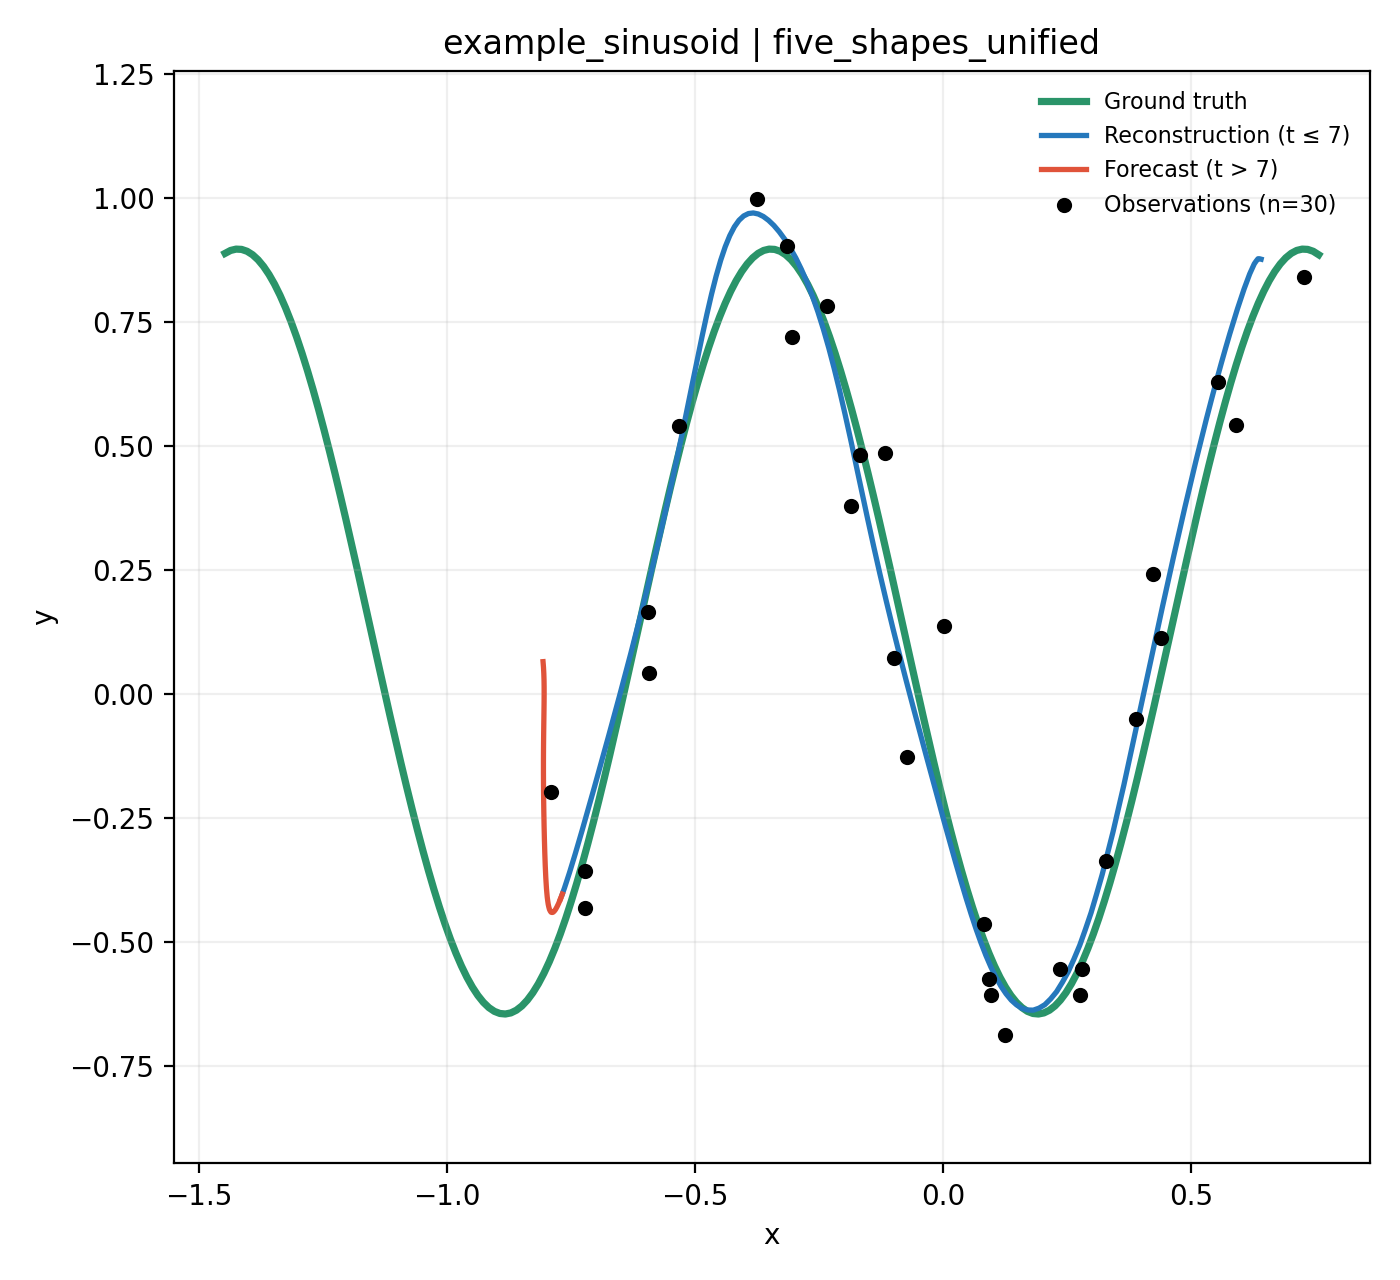 example_sinusoid | five_shapes_unified
Ground truth
Reconstruction (t ≤ 7)
Forecast (t > 7)
Observations (n=30)
1.25
1.00
0.75
0.50
0.25
0.00
−0.25
−0.50
−0.75
y
−1.5
−1.0
−0.5
0.0
0.5
x